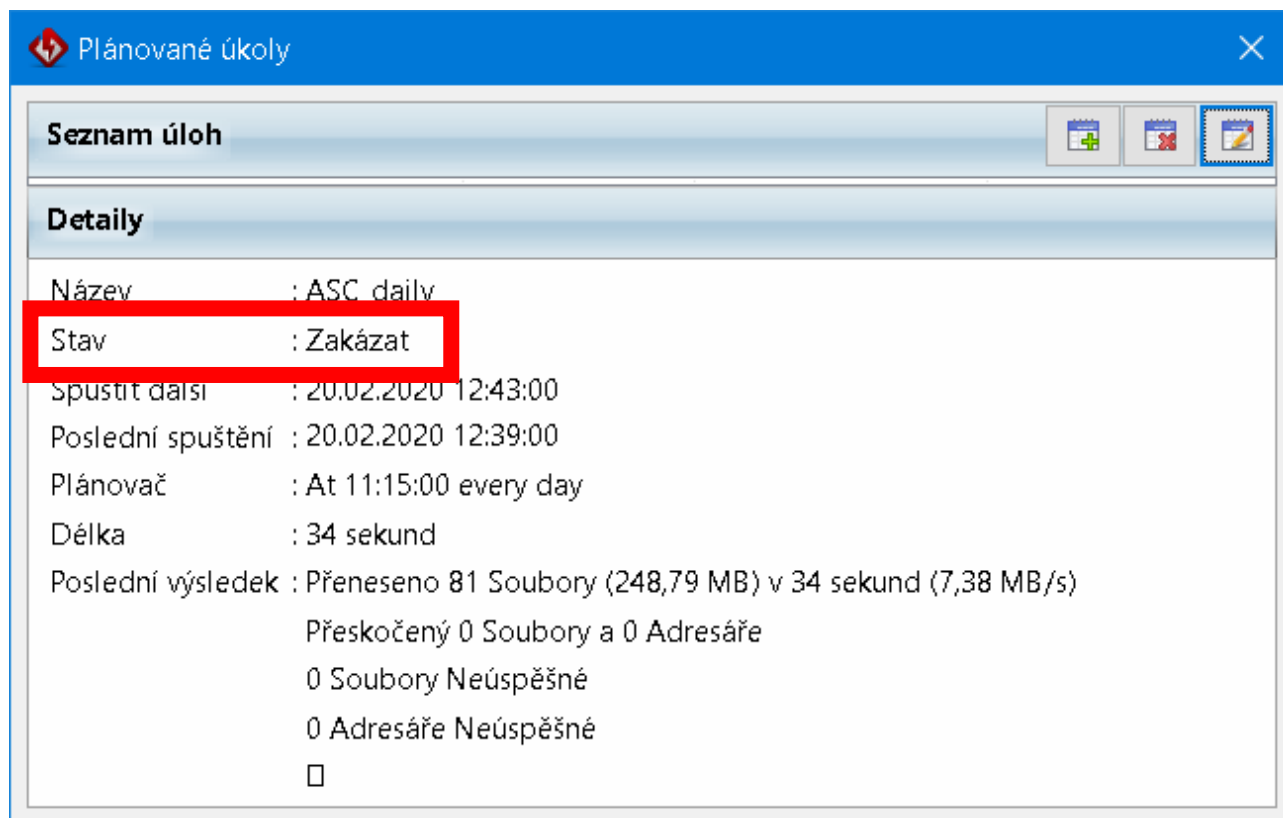 Plánované úkoly
Seznam úloh
Detaily
Název : ASC daily
Stav : Zakázat
Spustit další : 20.02.2020 12:43:00
Poslední spuštění : 20.02.2020 12:39:00
Plánovač : At 11:15:00 every day
Délka : 34 sekund
Poslední výsledek : Přeneseno 81 Soubory (248,79 MB) v 34 sekund (7,38 MB/s)
Přeskočený 0 Soubory a 0 Adresáře
0 Soubory Neúspěšné
0 Adresáře Neúspěšné